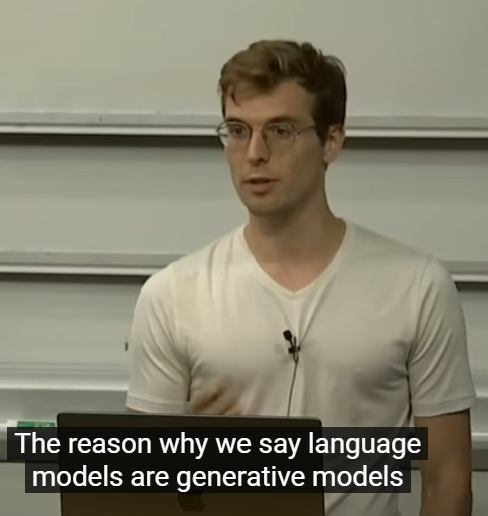 The reason why we say language
models are generative models